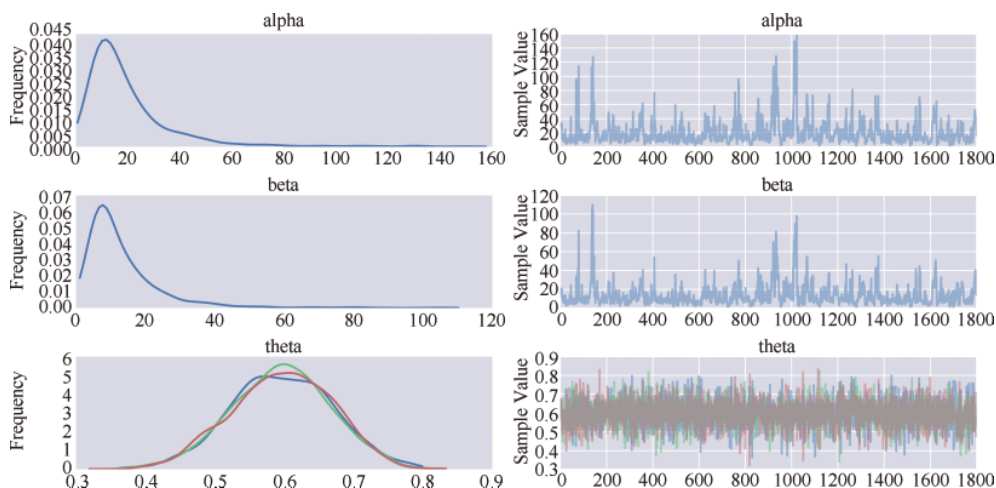 alpha
Frequency
0.045
0.040
0.035
0.030
0.025
0.020
0.015
0.010
0.005
0.000
0 20 40 60 80 100 120 140 160
alpha
Sample Value
160
140
120
100
80
60
40
20
0
0 200 400 600 800 1000 1200 1400 1600 1800
beta
Frequency
0.07
0.06
0.05
0.04
0.03
0.02
0.01
0.00
0 20 40 60 80 100 120
beta
Sample Value
120
100
80
60
40
20
0
0 200 400 600 800 1000 1200 1400 1600 1800
theta
Frequency
6
5
4
3
2
1
0
0.3 0.4 0.5 0.6 0.7 0.8 0.9
theta
Sample Value
0.9
0.8
0.7
0.6
0.5
0.4
0.3
0 200 400 600 800 1000 1200 1400 1600 1800